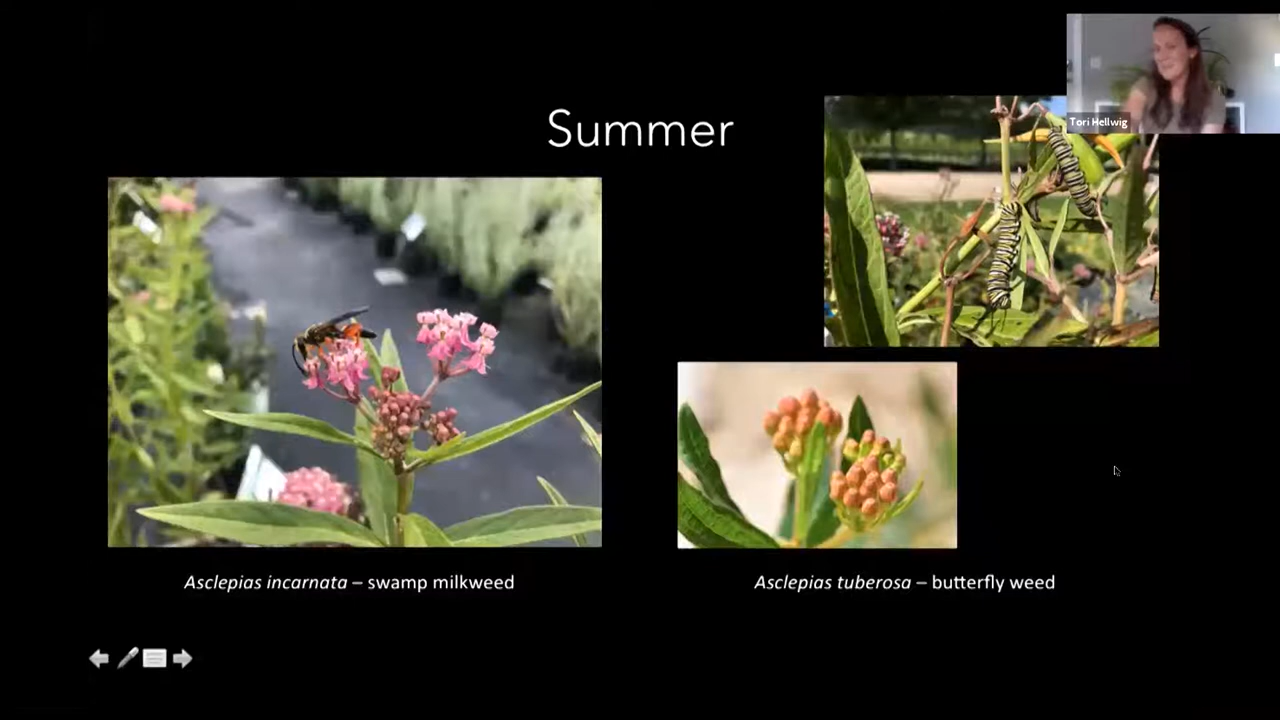 Tori Hellwig
Summer
Asclepias incarnata – swamp milkweed
Asclepias tuberosa – butterfly weed